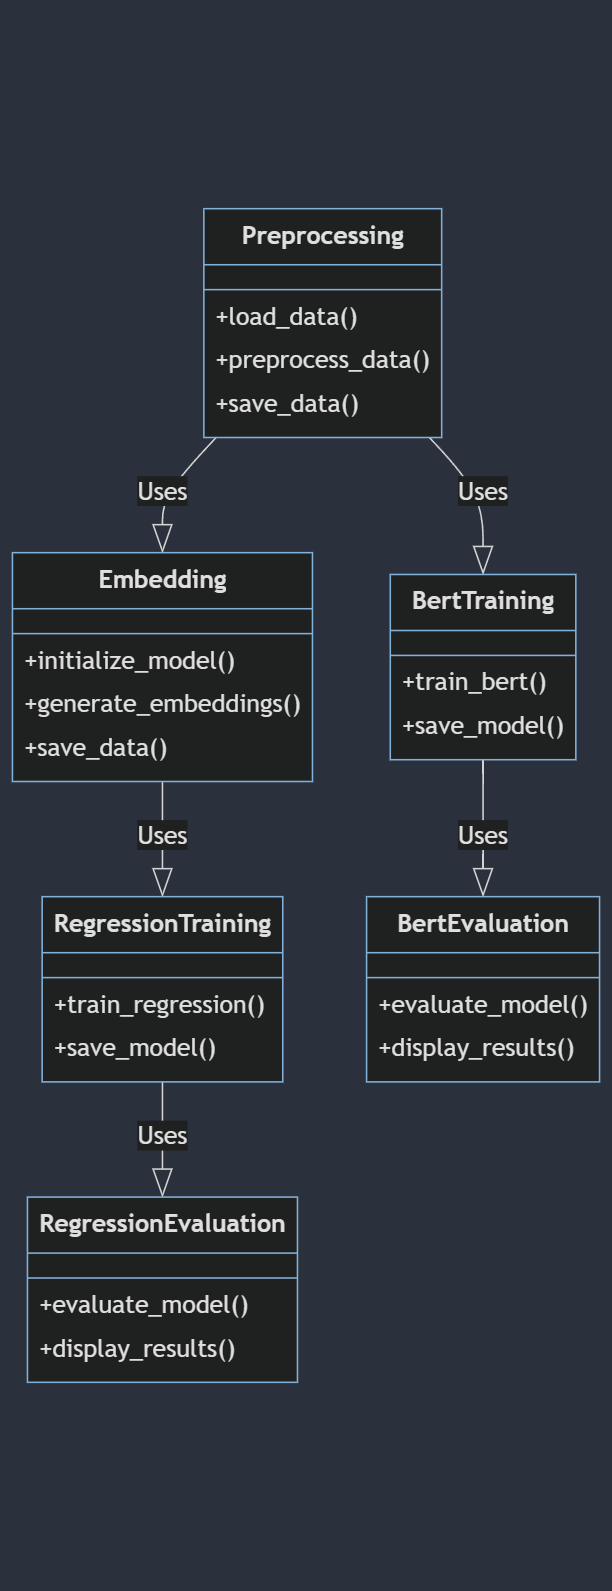 Preprocessing
+load_data()
+preprocess_data()
+save_data()
Uses
Uses
Embedding
+initialize_model()
+generate_embeddings()
+save_data()
BertTraining
+train_bert()
+save_model()
Uses
Uses
RegressionTraining
+train_regression()
+save_model()
BertEvaluation
+evaluate_model()
+display_results()
Uses
RegressionEvaluation
+evaluate_model()
+display_results()